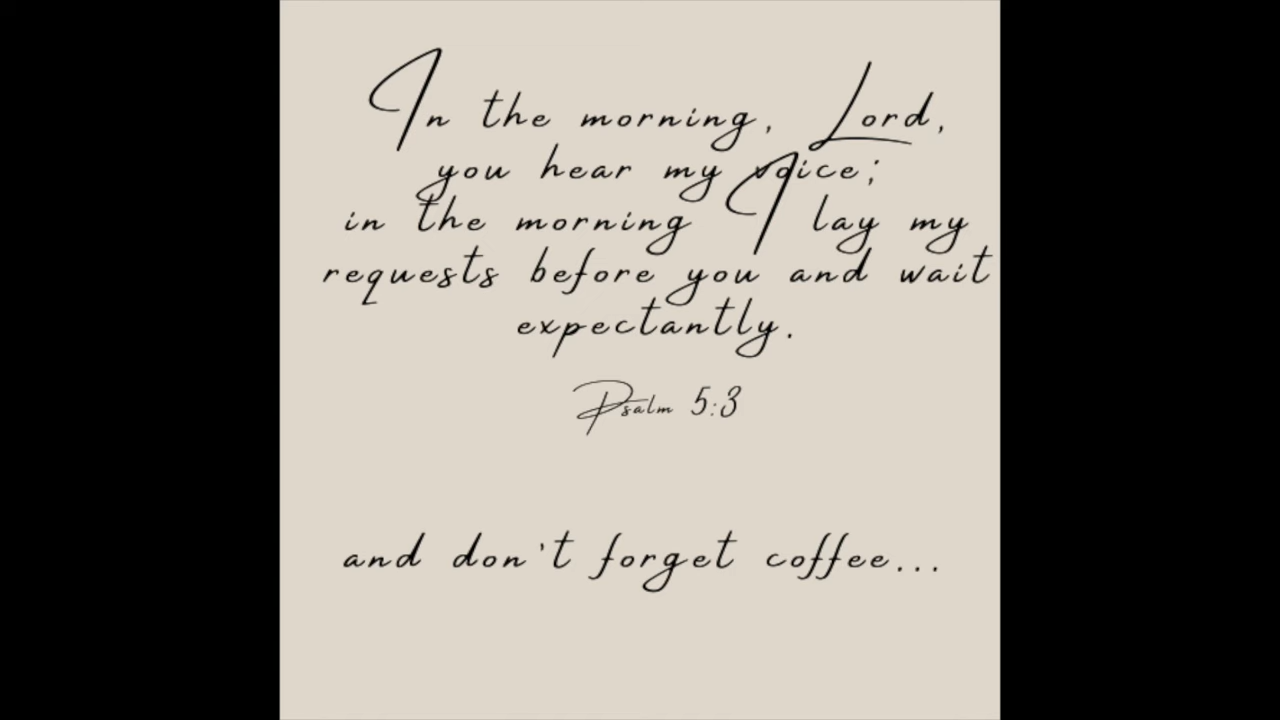 In the morning, Lord,
you hear my voice;
in the morning I lay my
requests before you and wait
expectantly.
Psalm 5:3
and don't forget coffee...